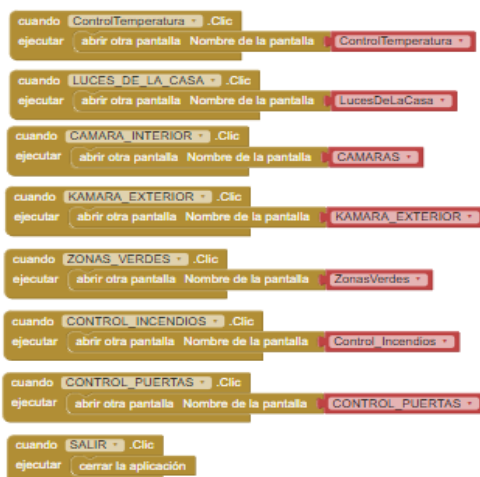 cuando ControlTemperatura .Clic
ejecutar abrir otra pantalla Nombre de la pantalla ControlTemperatura
cuando LUCES_DE_LA_CASA .Clic
ejecutar abrir otra pantalla Nombre de la pantalla LucesDeLaCasa
cuando CAMARA_INTERIOR .Clic
ejecutar abrir otra pantalla Nombre de la pantalla CAMARAS
cuando KAMARA_EXTERIOR .Clic
ejecutar abrir otra pantalla Nombre de la pantalla KAMARA_EXTERIOR
cuando ZONAS_VERDES .Clic
ejecutar abrir otra pantalla Nombre de la pantalla ZonasVerdes
cuando CONTROL_INCENDIOS .Clic
ejecutar abrir otra pantalla Nombre de la pantalla Control_Incendios
cuando CONTROL_PUERTAS .Clic
ejecutar abrir otra pantalla Nombre de la pantalla CONTROL_PUERTAS
cuando SALIR .Clic
ejecutar cerrar la aplicación